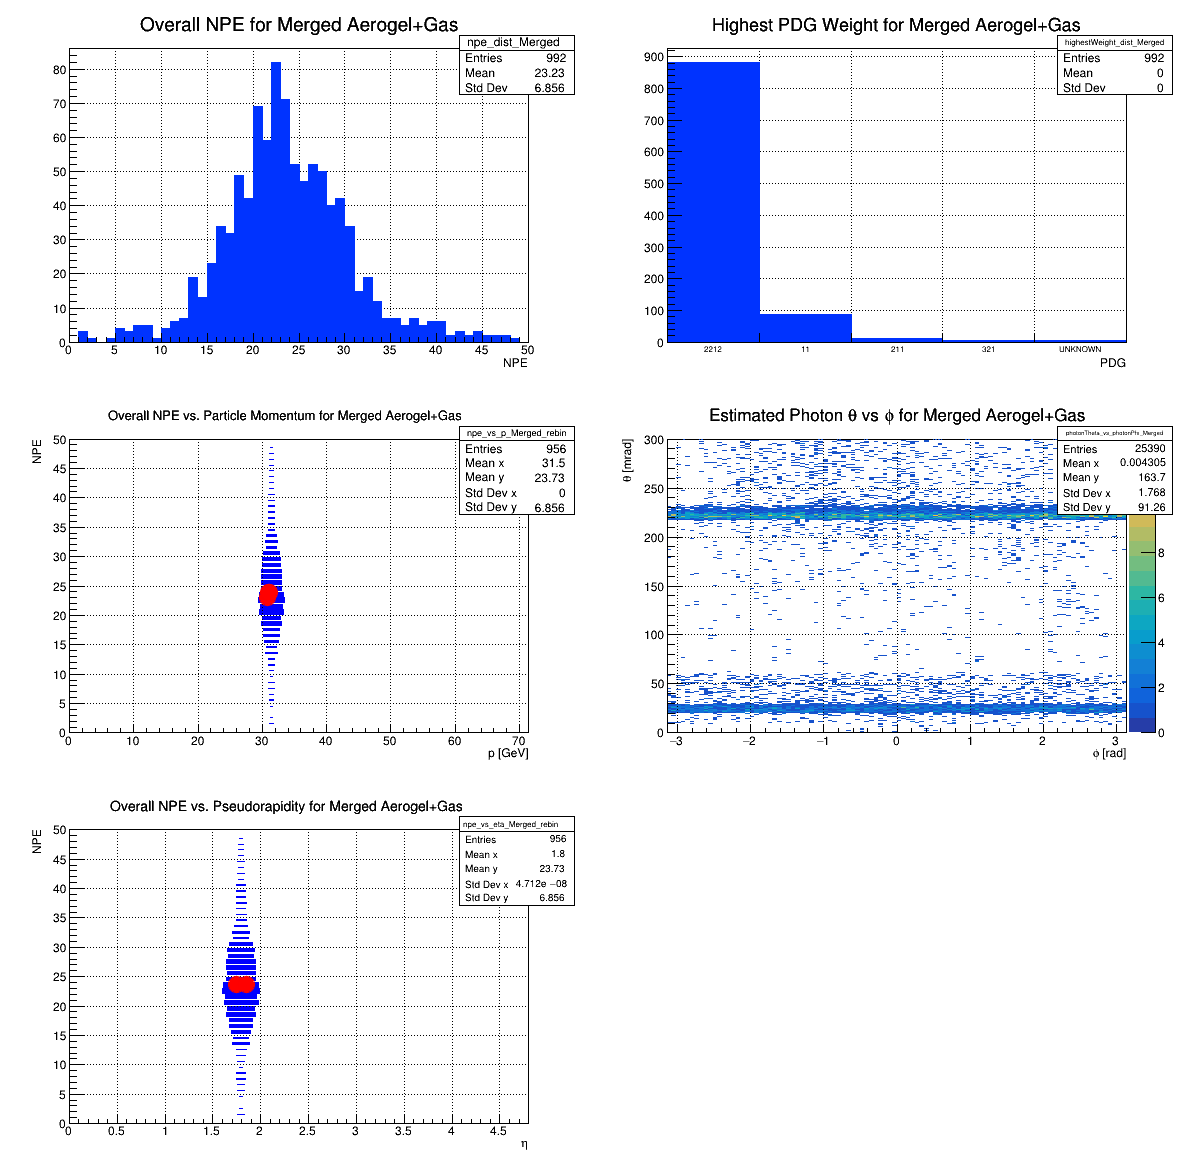 Overall NPE for Merged Aerogel+Gas
npe_dist_Merged
Entries 992
Mean 23.23
Std Dev 6.856
80
70
60
50
40
30
20
10
0
0 5 10 15 20 25 30 35 40 45 50
NPE
Highest PDG Weight for Merged Aerogel+Gas
highestWeight_dist_Merged
Entries 992
Mean 0
Std Dev 0
900
800
700
600
500
400
300
200
100
0
2212 11 211 321 UNKNOWN
PDG
Overall NPE vs. Particle Momentum for Merged Aerogel+Gas
NPE
npe_vs_p_Merged_rebin
Entries 956
Mean x 31.5
Mean y 23.73
Std Dev x 0
Std Dev y 6.856
50
45
40
35
30
25
20
15
10
5
0
0 10 20 30 40 50 60 70
p [GeV]
Estimated Photon θ vs ϕ for Merged Aerogel+Gas
θ [mrad]
photonTheta_vs_photonPhi_Merged
Entries 25390
Mean x 0.004305
Mean y 163.7
Std Dev x 1.768
Std Dev y 91.26
300
250
200
150
100
50
0
−3 −2 −1 0 1 2 3
ϕ [rad]
8
6
4
2
0
Overall NPE vs. Pseudorapidity for Merged Aerogel+Gas
NPE
npe_vs_eta_Merged_rebin
Entries 956
Mean x 1.8
Mean y 23.73
Std Dev x 4.712e −08
Std Dev y 6.856
50
45
40
35
30
25
20
15
10
5
0
0 0.5 1 1.5 2 2.5 3 3.5 4 4.5
η